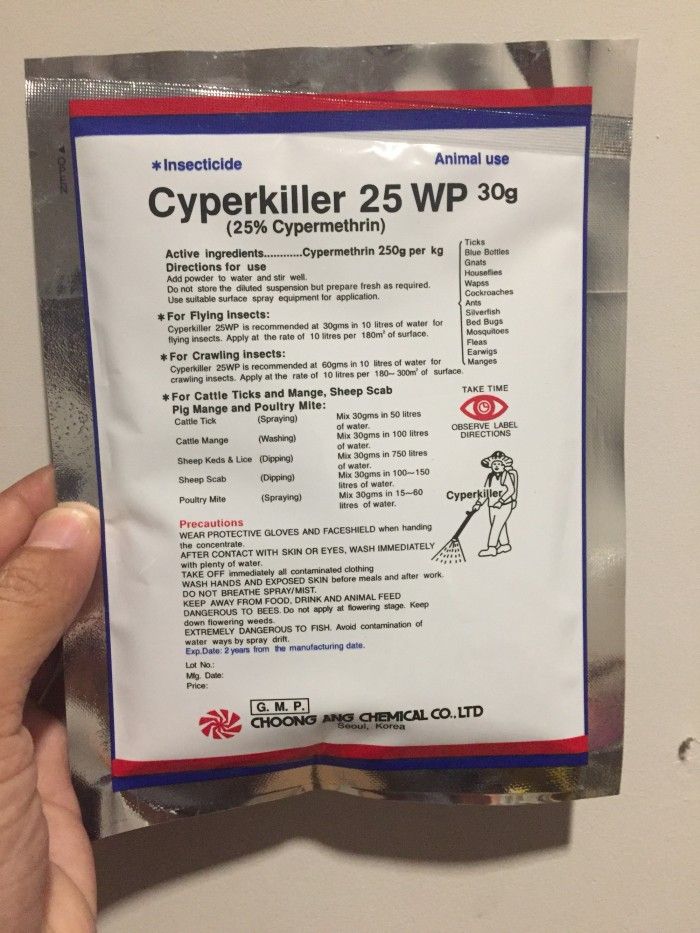 OPEN
*Insecticide
Animal use
Cyperkiller 25 WP 30g
(25% Cypermethrin)
Active ingredients............Cypermethrin 250g per kg
Directions for use
Add powder to water and stir well.
Do not store the diluted suspension but prepare fresh as required.
Use suitable surface spray equipment for application.
Ticks
Blue Bottles
Gnats
Houseflies
Wapss
Cockroaches
Ants
Silverfish
Bed Bugs
Mosquitoes
Fleas
Earwigs
Manges
*For Flying Insects:
Cyperkiller 25WP is recommended at 30gms in 10 litres of water for
flying insects. Apply at the rate of 10 litres per 180m² of surface.
*For Crawling insects:
Cyperkiller 25WP is recommended at 60gms in 10 litres of water for
crawling insects. Apply at the rate of 10 litres per 180~300m² of surface.
*For Cattle Ticks and Mange, Sheep Scab
Pig Mange and Poultry Mite:
Cattle Tick (Spraying) Mix 30gms in 50 litres
of water.
Cattle Mange (Washing) Mix 30gms in 100 litres
of water.
Sheep Keds & Lice (Dipping) Mix 30gms in 750 litres
of water.
Sheep Scab (Dipping) Mix 30gms in 100~150
litres of water.
Poultry Mite (Spraying) Mix 30gms in 15~60
litres of water.
TAKE TIME
OBSERVE LABEL
DIRECTIONS
Cyperkiller
Precautions
WEAR PROTECTIVE GLOVES AND FACESHIELD when handing
the concentrate.
AFTER CONTACT WITH SKIN OR EYES, WASH IMMEDIATELY
with plenty of water.
TAKE OFF immediately all contaminated clothing
WASH HANDS AND EXPOSED SKIN before meals and after work.
DO NOT BREATHE SPRAY/MIST.
KEEP AWAY FROM FOOD, DRINK AND ANIMAL FEED
DANGEROUS TO BEES. Do not apply at flowering stage. Keep
down flowering weeds.
EXTREMELY DANGEROUS TO FISH. Avoid contamination of
water ways by spray drift.
Exp.Date: 2 years from the manufacturing date.
Lot No.:
Mfg. Date:
Price:
G. M. P.
CHOONG ANG CHEMICAL CO., LTD
Seoul, Korea